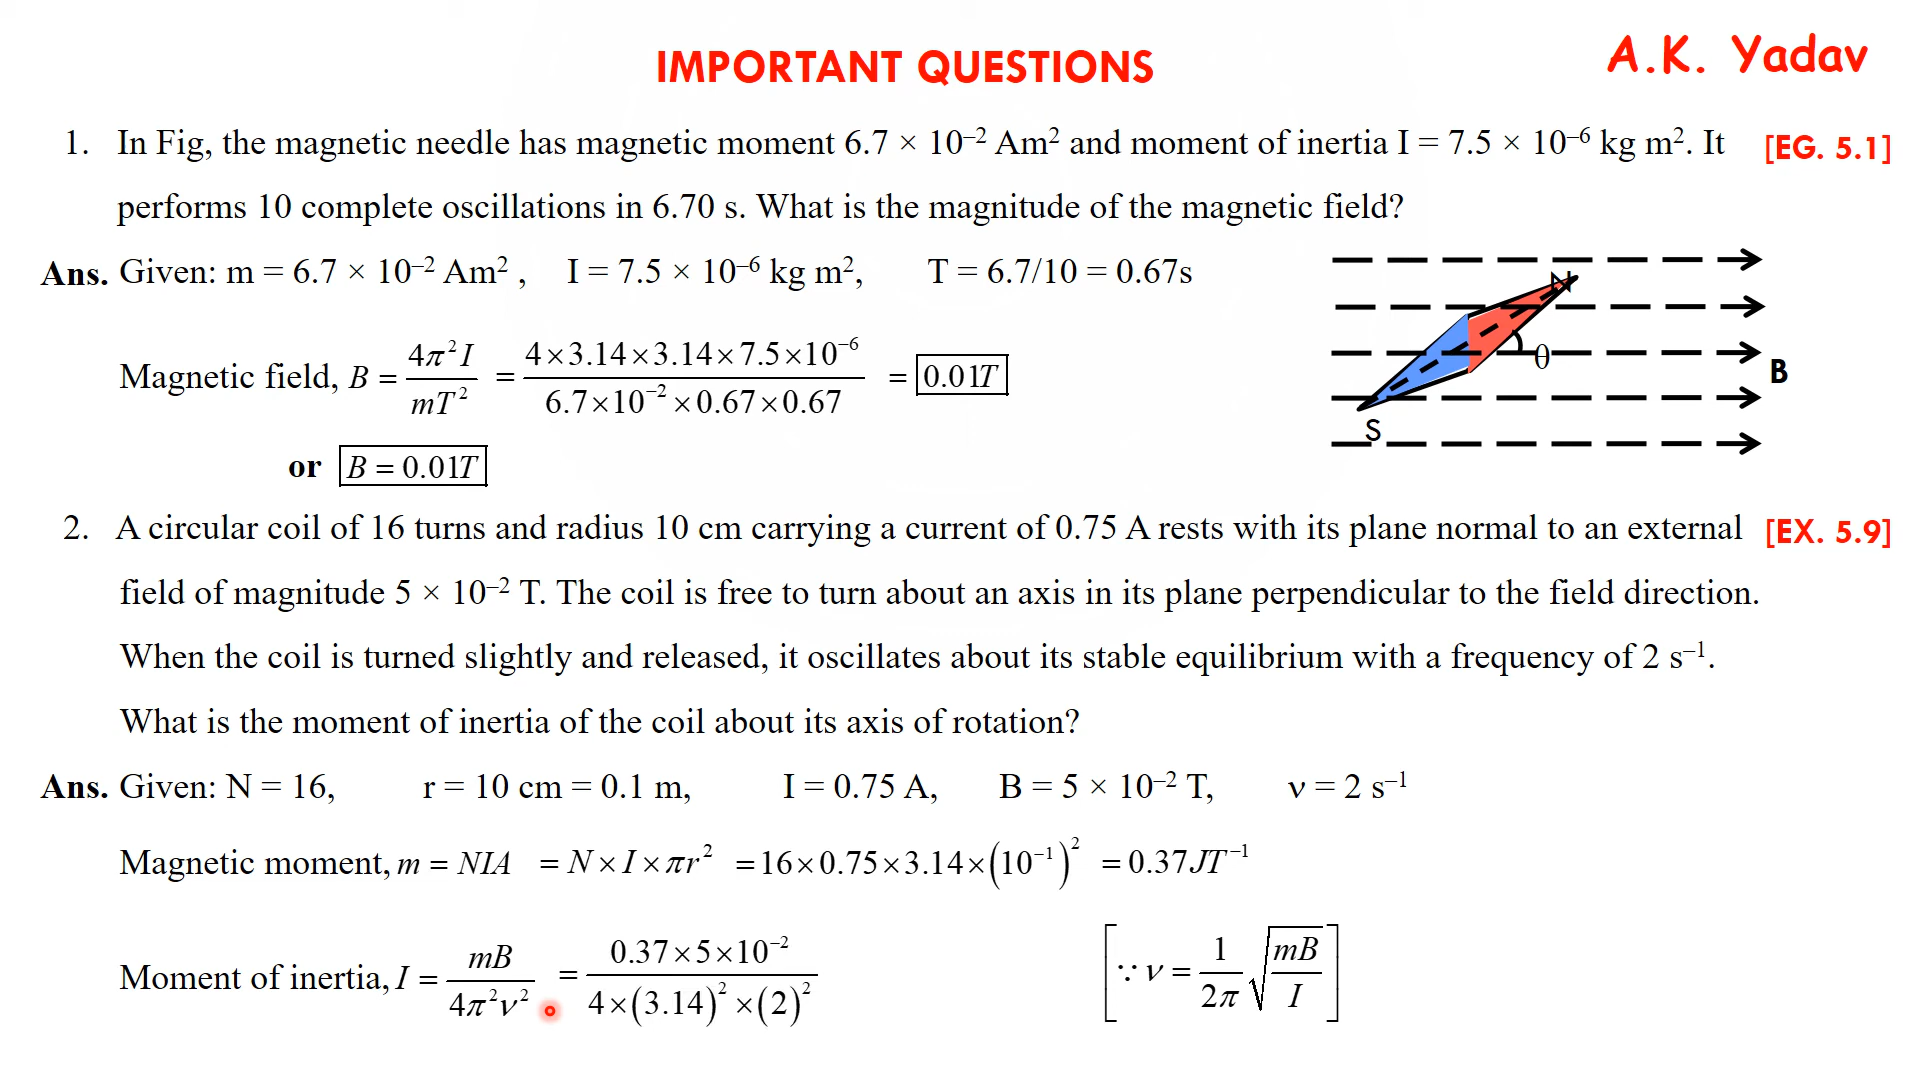 IMPORTANT QUESTIONS
A.K. Yadav
1. In Fig, the magnetic needle has magnetic moment 6.7 × 10⁻² Am² and moment of inertia I = 7.5 × 10⁻⁶ kg m². It [EG. 5.1]
performs 10 complete oscillations in 6.70 s. What is the magnitude of the magnetic field?
Ans. Given: m = 6.7 × 10⁻² Am² , I = 7.5 × 10⁻⁶ kg m², T = 6.7/10 = 0.67s
Magnetic field, B = 4π²I / mT² = 4×3.14×3.14×7.5×10⁻⁶ / 6.7×10⁻²×0.67×0.67 = 0.01T
or B = 0.01T
N
θ
B
S
2. A circular coil of 16 turns and radius 10 cm carrying a current of 0.75 A rests with its plane normal to an external [EX. 5.9]
field of magnitude 5 × 10⁻² T. The coil is free to turn about an axis in its plane perpendicular to the field direction.
When the coil is turned slightly and released, it oscillates about its stable equilibrium with a frequency of 2 s⁻¹.
What is the moment of inertia of the coil about its axis of rotation?
Ans. Given: N = 16, r = 10 cm = 0.1 m, I = 0.75 A, B = 5 × 10⁻² T, ν = 2 s⁻¹
Magnetic moment, m = NIA = N×I×πr² = 16×0.75×3.14×(10⁻¹)² = 0.37JT⁻¹
Moment of inertia, I = mB / 4π²ν² = 0.37×5×10⁻² / 4×(3.14)²×(2)² [∵ ν = 1/2π √(mB/I)]